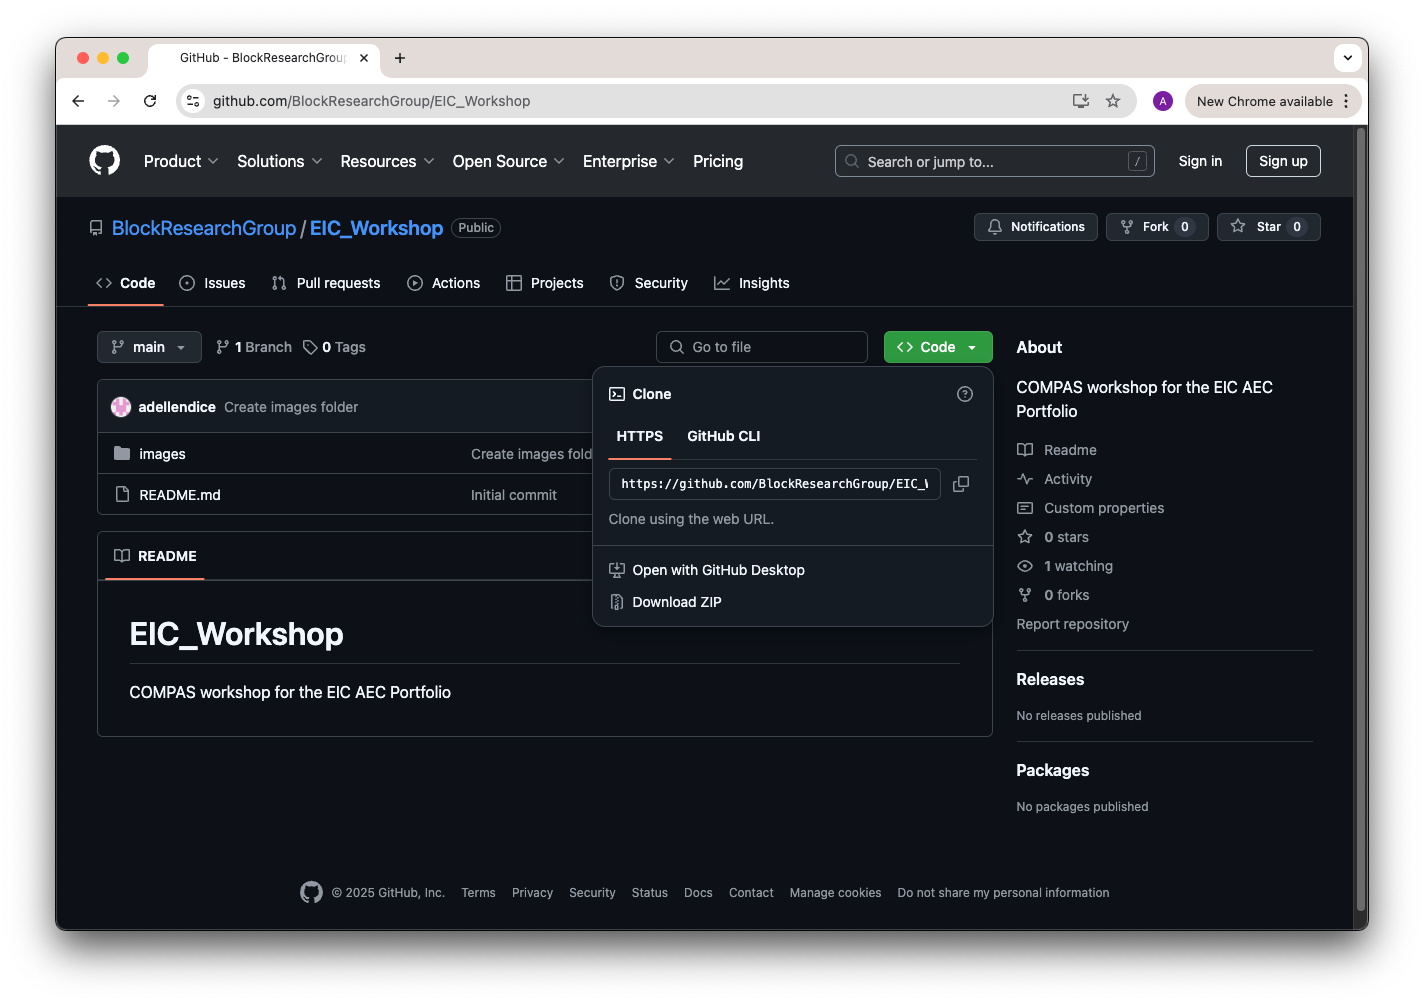 GitHub - BlockResearchGroup
github.com/BlockResearchGroup/EIC_Workshop
A
New Chrome available
Product Solutions Resources Open Source Enterprise Pricing
Search or jump to... /
Sign in
Sign up
BlockResearchGroup / EIC_Workshop Public
Notifications
Fork 0
Star 0
Code Issues Pull requests Actions Projects Security Insights
main 1 Branch 0 Tags
Go to file
Code
About
COMPAS workshop for the EIC AEC
Portfolio
Readme
Activity
Custom properties
0 stars
1 watching
0 forks
Report repository
Releases
No releases published
Packages
No packages published
adellendice Create images folder
images Create images fold
README.md Initial commit
Clone
HTTPS GitHub CLI
https://github.com/BlockResearchGroup/EIC_
Clone using the web URL.
Open with GitHub Desktop
Download ZIP
README
EIC_Workshop
COMPAS workshop for the EIC AEC Portfolio
© 2025 GitHub, Inc. Terms Privacy Security Status Docs Contact Manage cookies Do not share my personal information